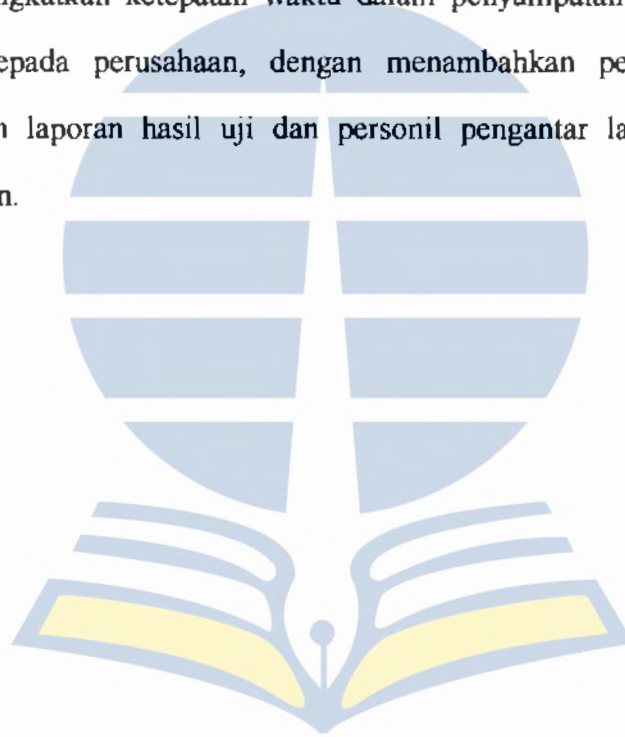 ngkatkan ketepatan waktu dalam penyampaian
epada perusahaan, dengan menambahkan pe
n laporan hasil uji dan personil pengantar la
n.